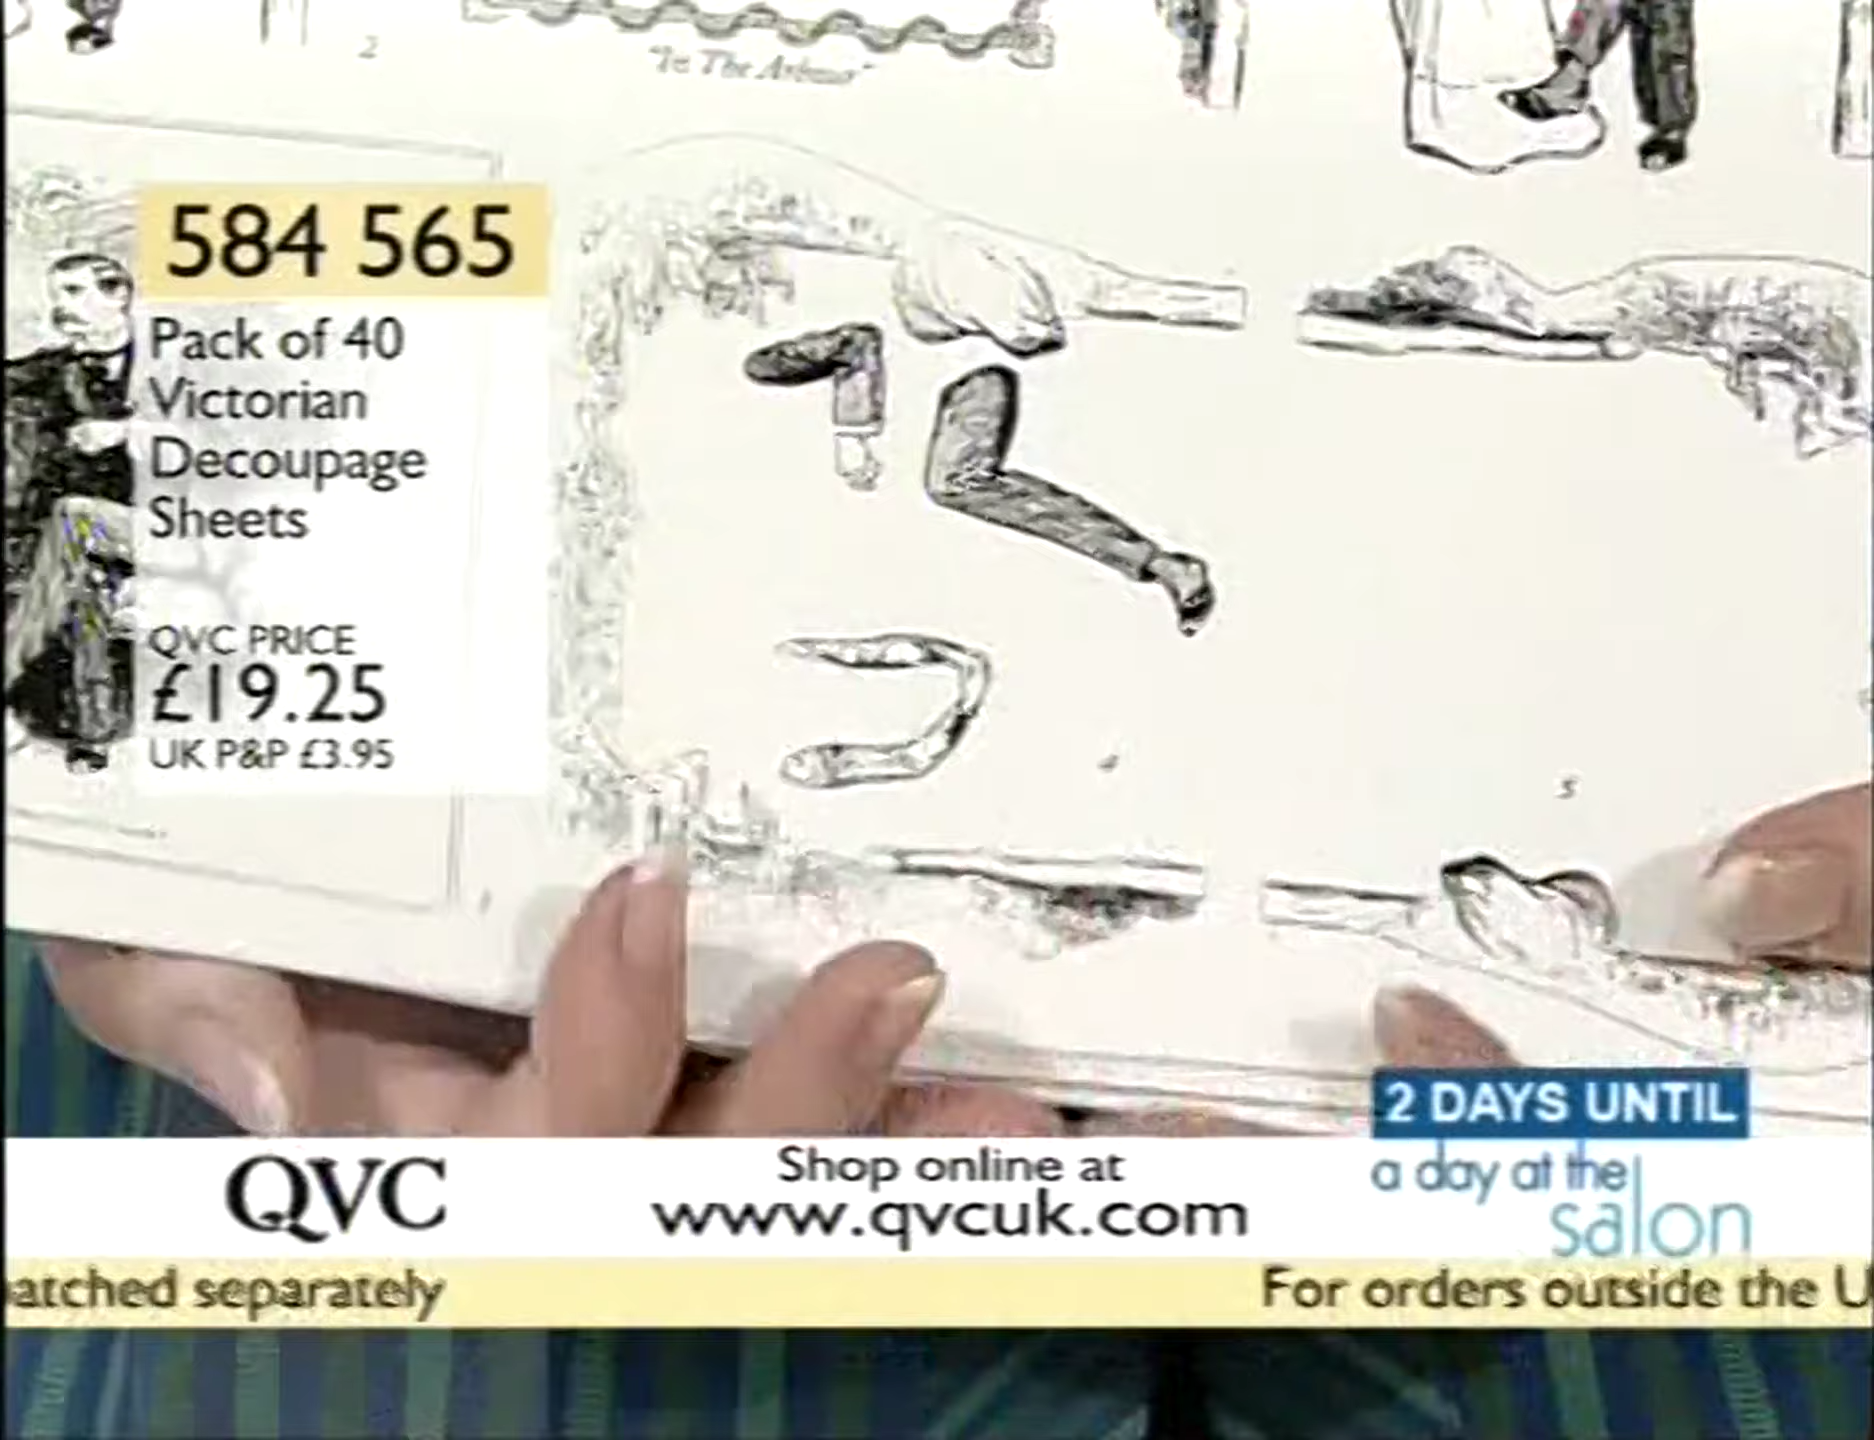 2
"In The Arbour"
584 565
Pack of 40
Victorian
Decoupage
Sheets
QVC PRICE
£19.25
UK P&P £3.95
5
2 DAYS UNTIL
a day at the
salon
QVC
Shop online at
www.qvcuk.com
atched separately
For orders outside the U